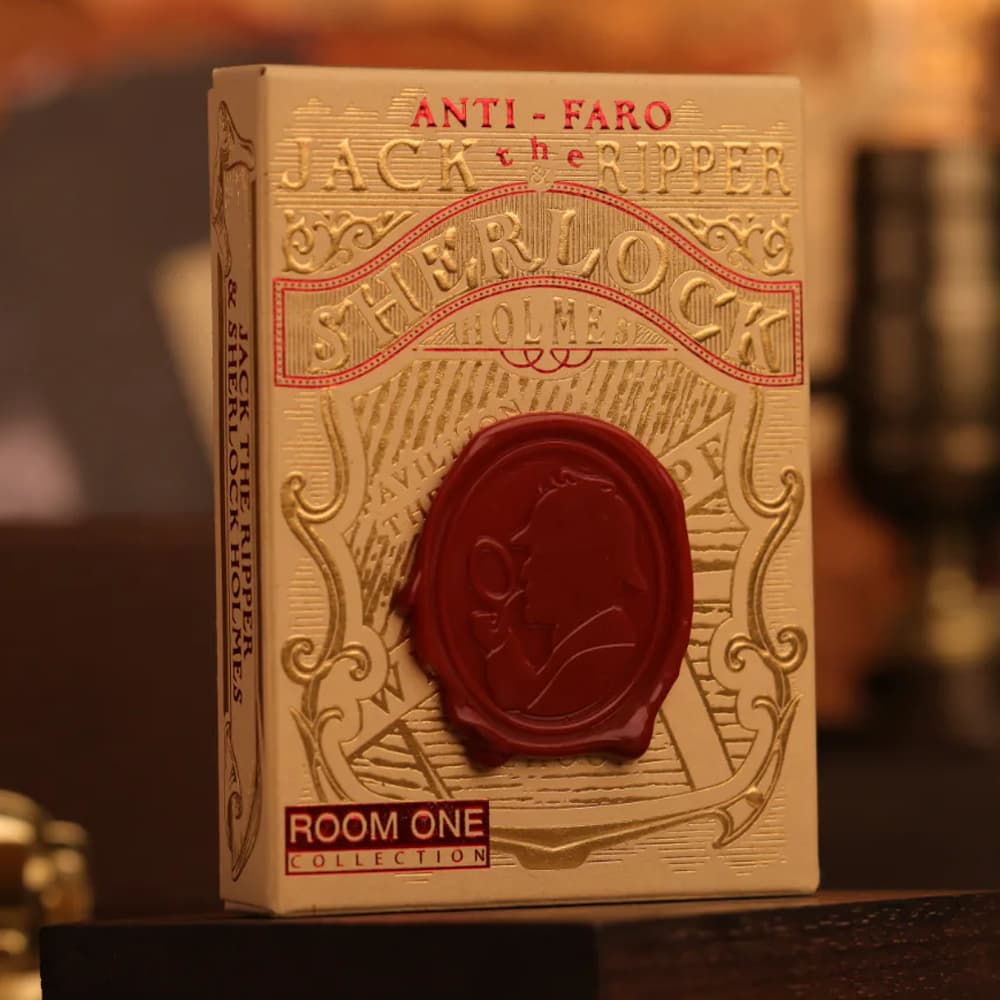 ANTI - FARO
JACK the RIPPER
&
SHERLOCK
HOLMES
ROOM ONE
COLLECTION
JACK THE RIPPER
& SHERLOCK HOLMES